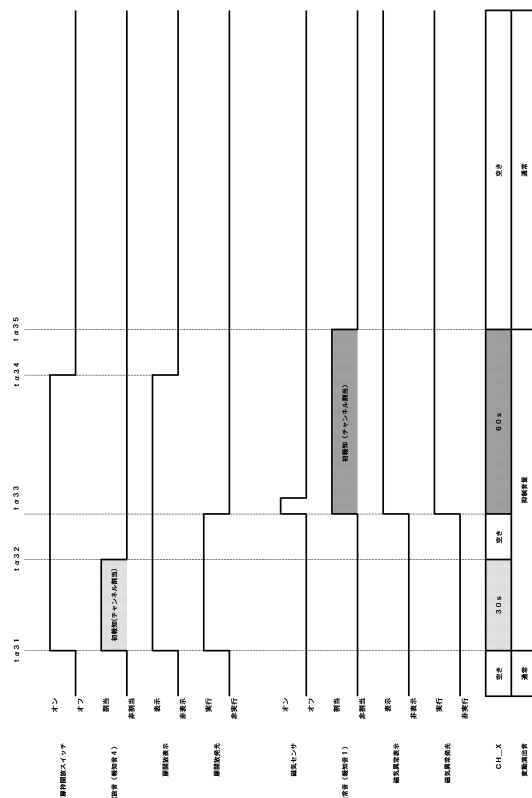 tα31
tα32
tα33
tα34
tα35
扉枠開放スイッチ
オン
オフ
放音（報知音４）
割当
非割当
初報知(チャンネル割当)
扉開放表示
表示
非表示
扉開放発光
実行
非実行
磁気センサ
オン
オフ
常音（報知音１）
割当
非割当
初報知（チャンネル割当）
磁気異常表示
表示
非表示
磁気異常発光
実行
非実行
CH_X
空き
30s
空き
60s
空き
変動演出音
通常
抑制音量
通常